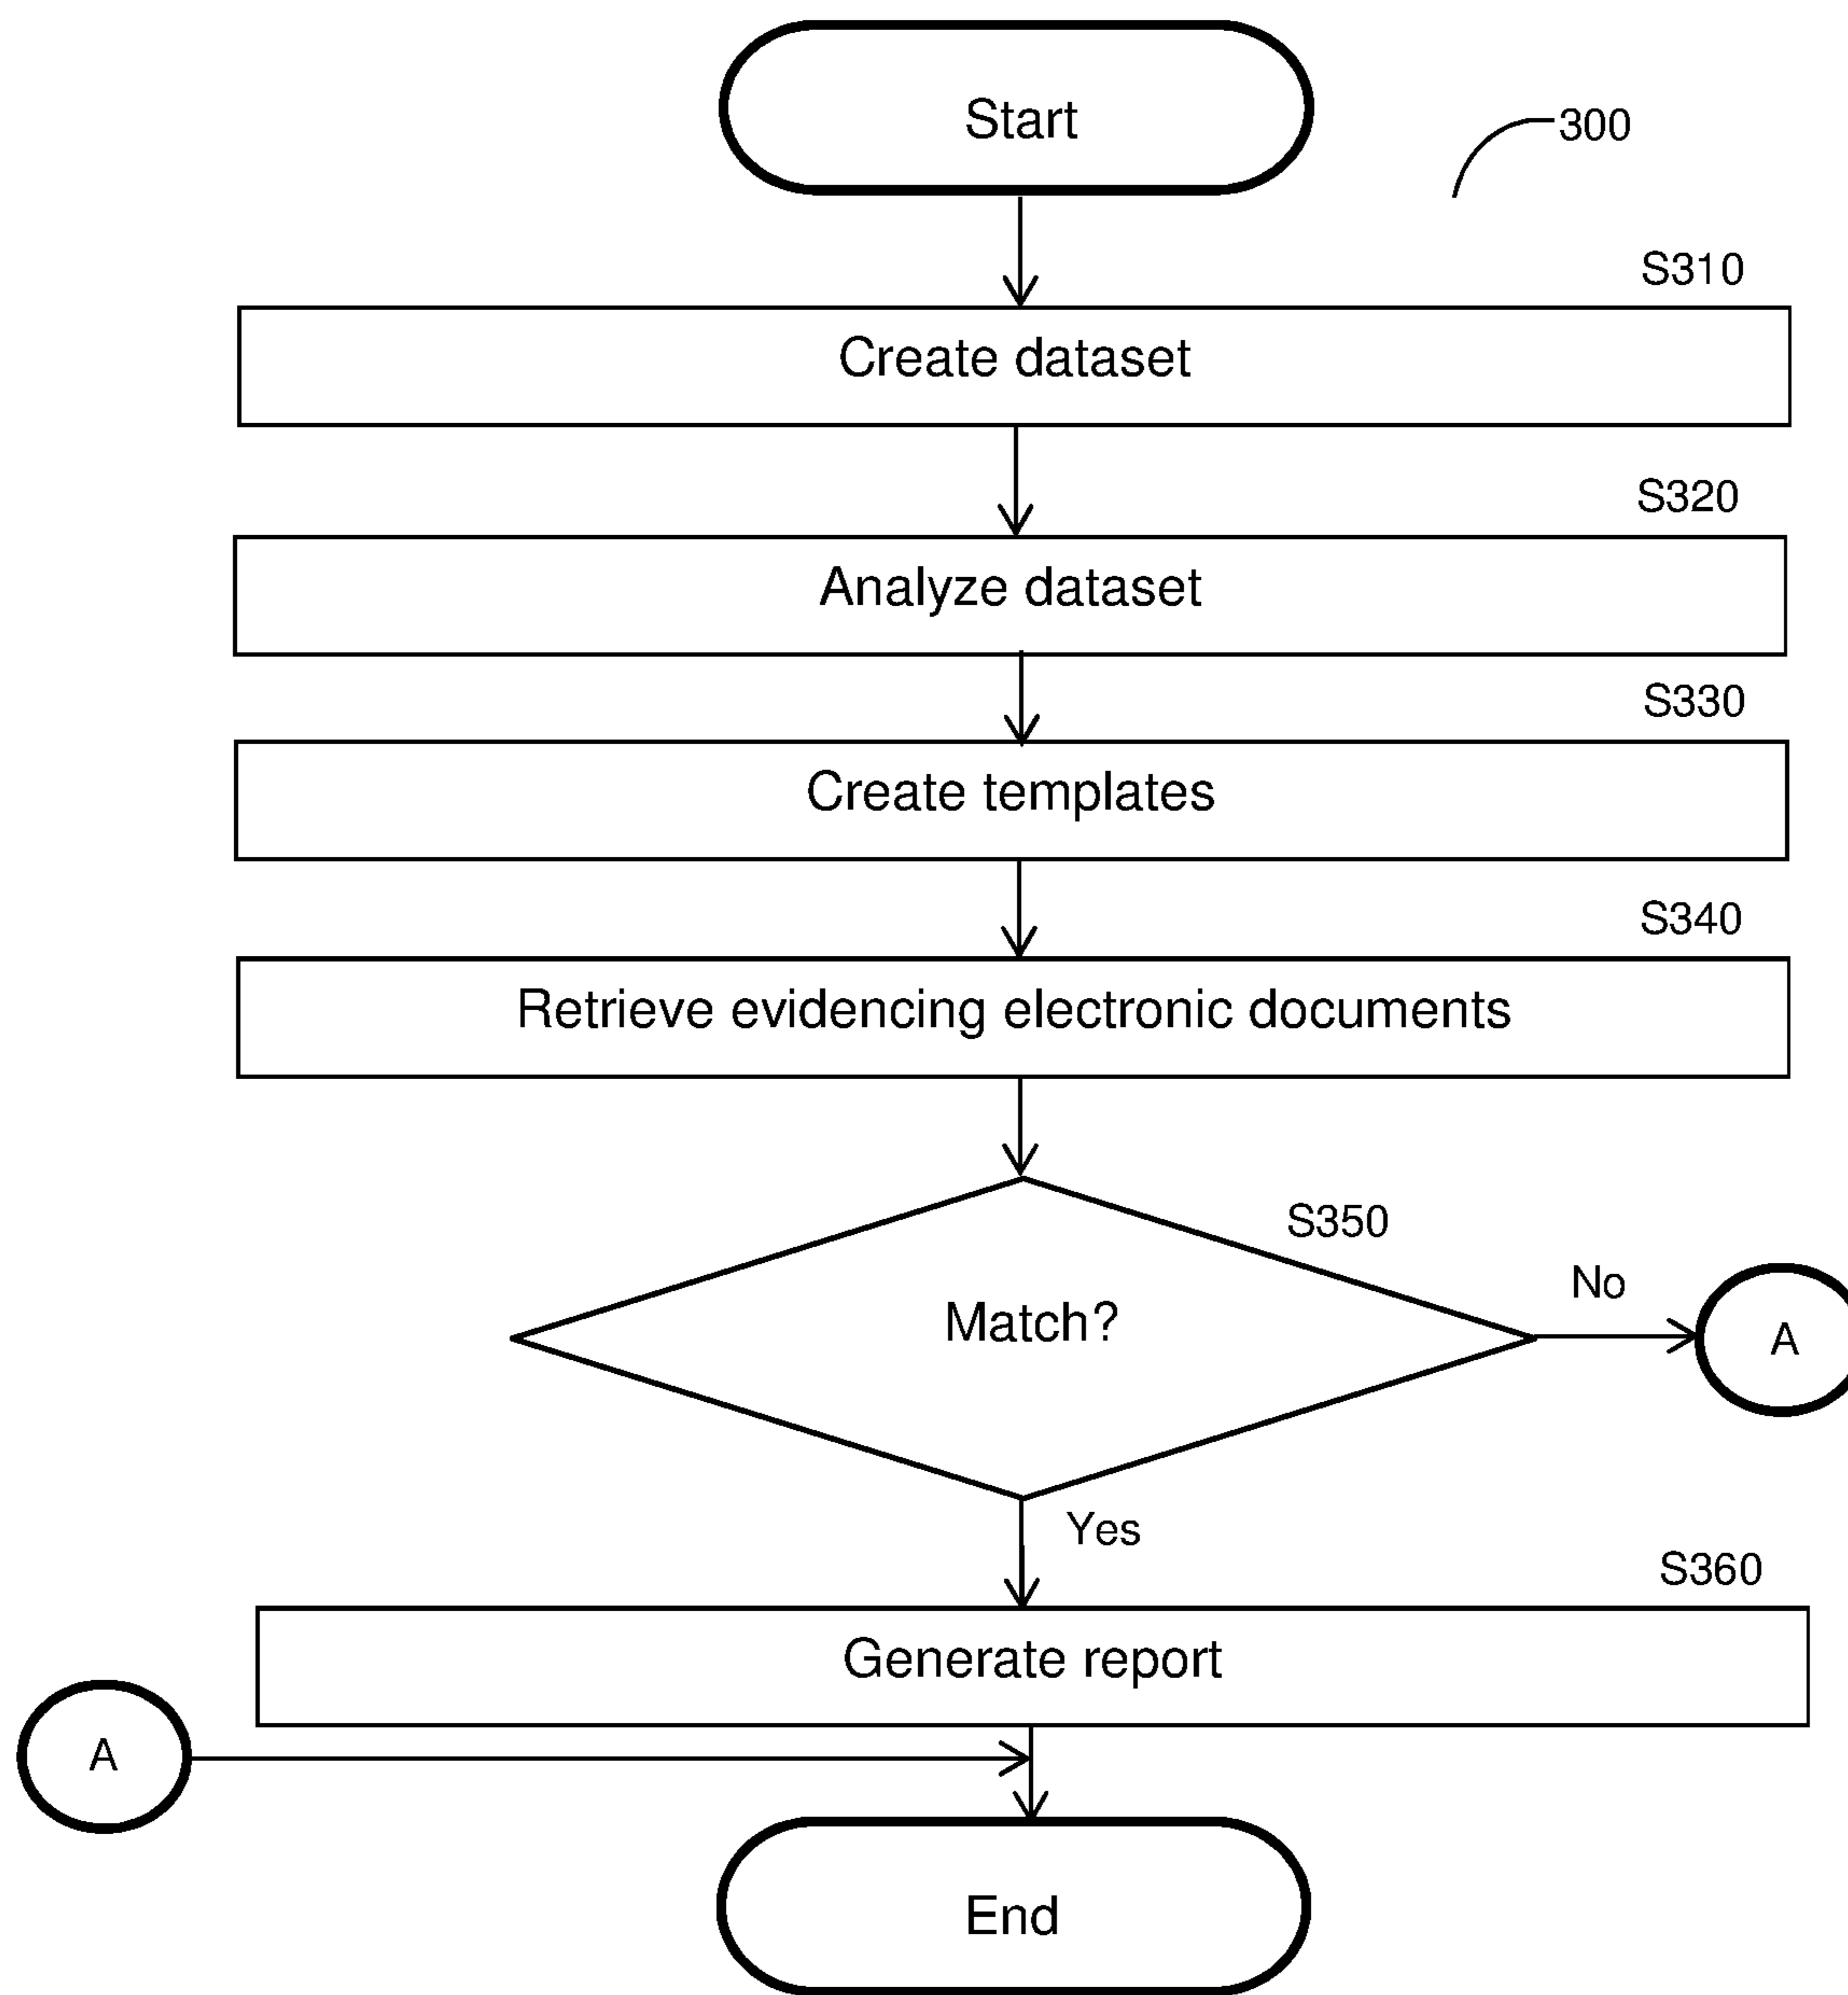 Start
300
S310
Create dataset
S320
Analyze dataset
S330
Create templates
S340
Retrieve evidencing electronic documents
S350
Match?
No
A
Yes
S360
Generate report
A
End